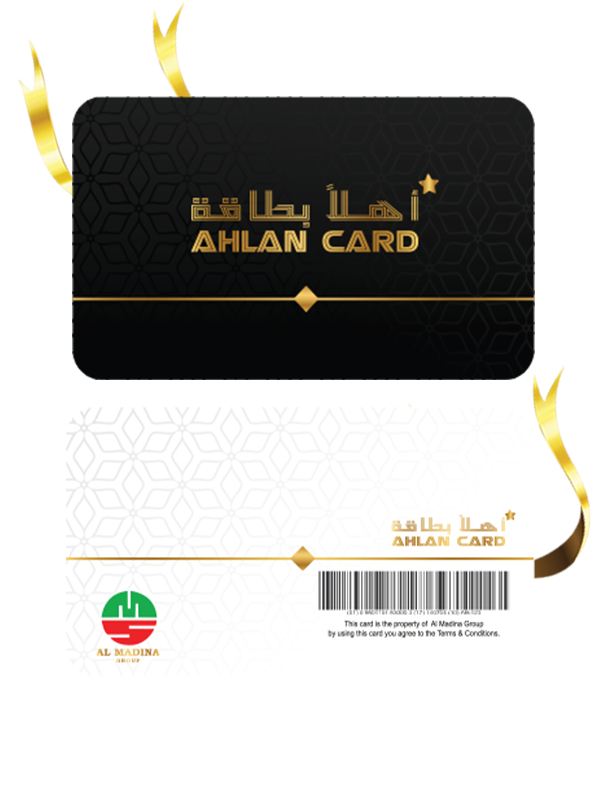 أهلاً بطاقة
AHLAN CARD
أهلاً بطاقة
AHLAN CARD
This card is the property of Al Madina Group
by using this card you agree to the Terms & Conditions.
AL MADINA
GROUP